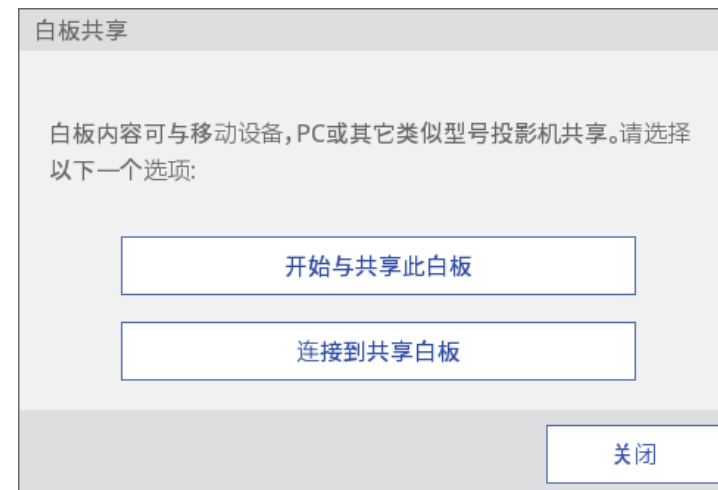 白板共享
白板内容可与移动设备，PC或其它类似型号投影机共享。请选择
以下一个选项:
开始与共享此白板
连接到共享白板
关闭